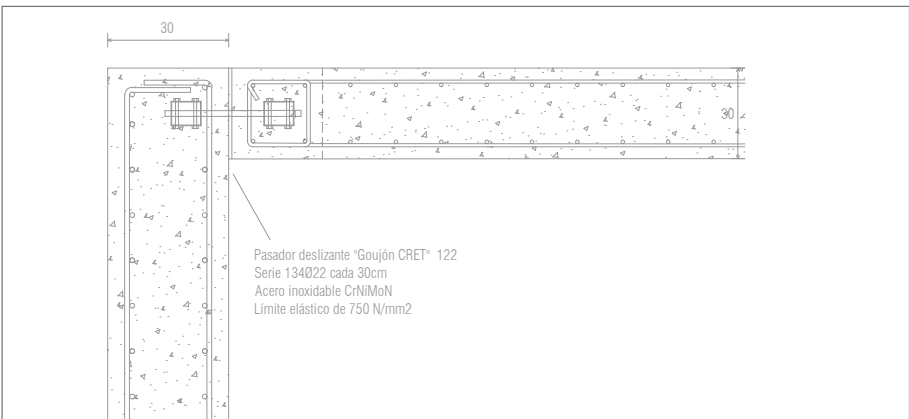 30
30
Pasador deslizante "Goujón CRET" 122
Serie 134Ø22 cada 30cm
Acero inoxidable CrNiMoN
Límite elástico de 750 N/mm2